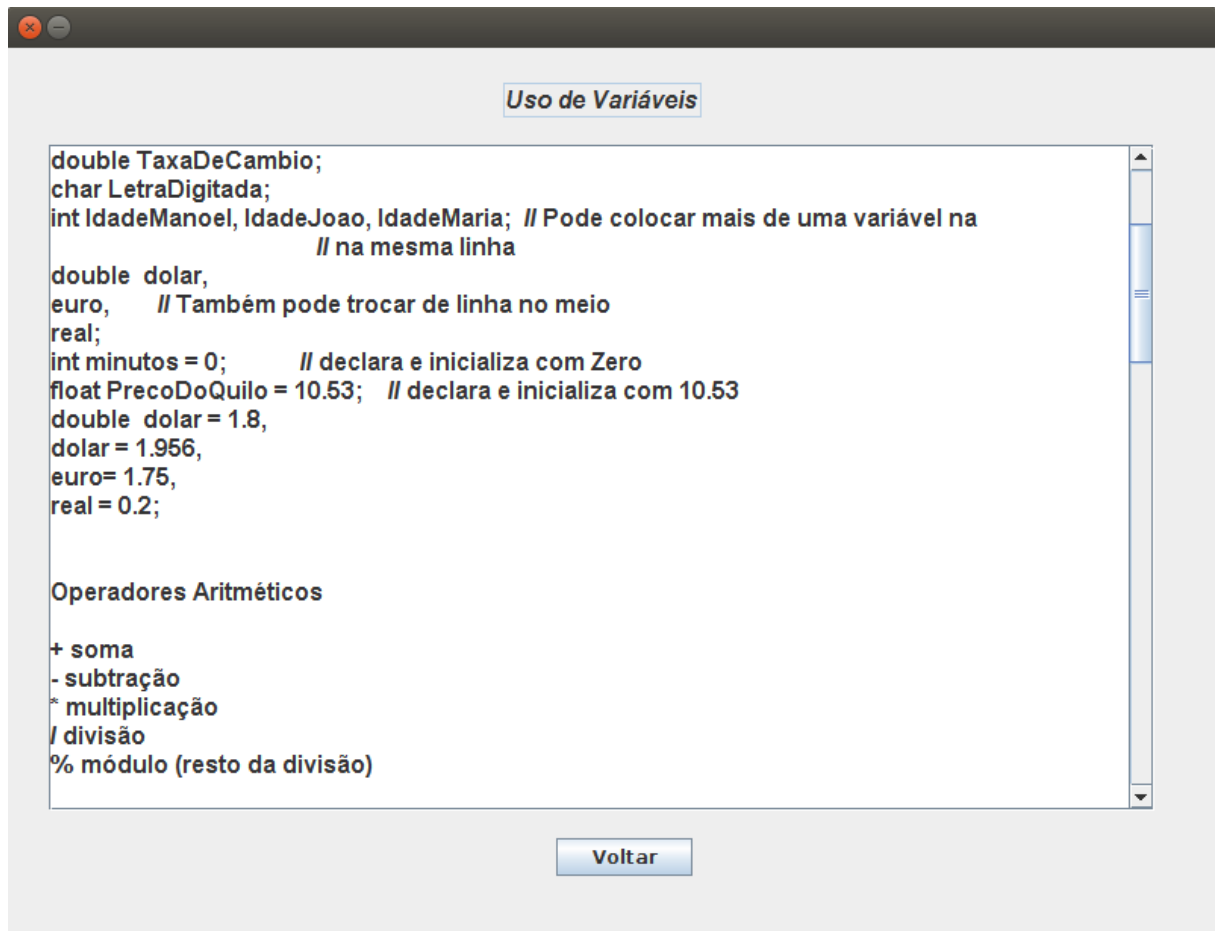 Uso de Variáveis
double TaxaDeCambio;
char LetraDigitada;
int IdadeManoel, IdadeJoao, IdadeMaria;  // Pode colocar mais de uma variável na
// na mesma linha
double  dolar,
euro,       // Também pode trocar de linha no meio
real;
int minutos = 0;           // declara e inicializa com Zero
float PrecoDoQuilo = 10.53;    // declara e inicializa com 10.53
double  dolar = 1.8,
dolar = 1.956,
euro= 1.75,
real = 0.2;
Operadores Aritméticos
+ soma
- subtração
* multiplicação
/ divisão
% módulo (resto da divisão)
Voltar